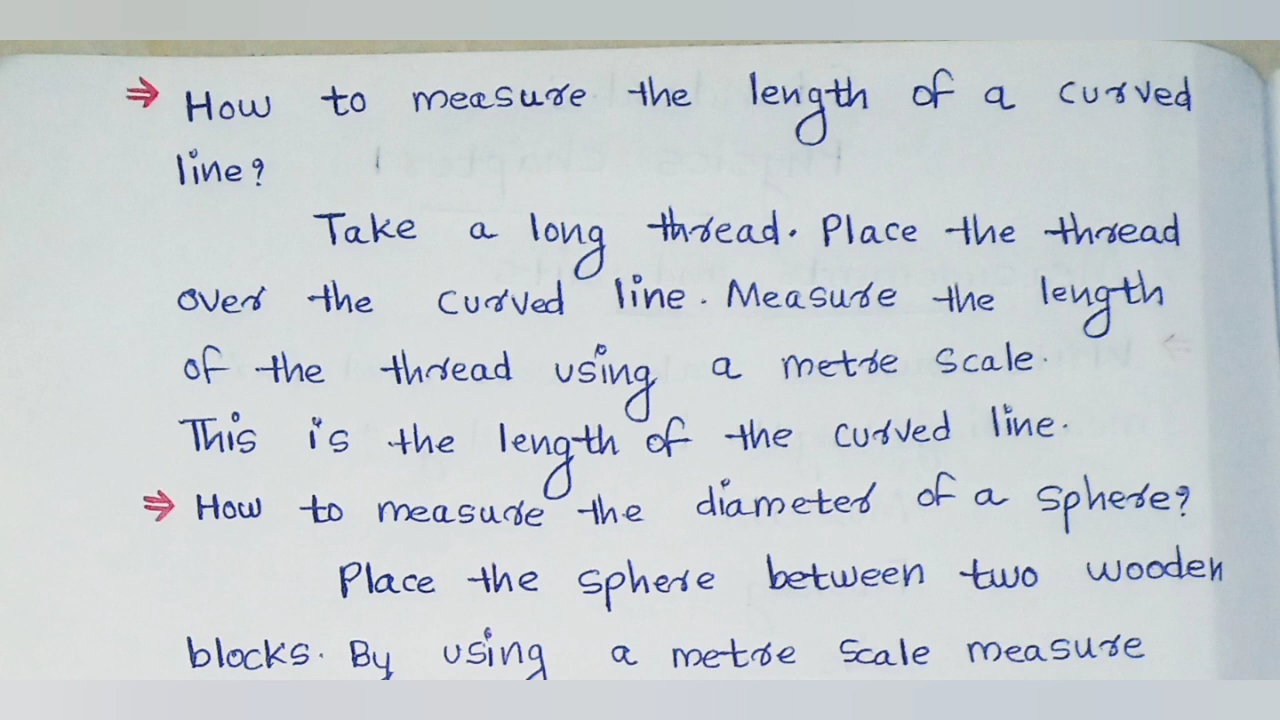 ⇒ How to measure the length of a curved
line?
Take a long thread. Place the thread
over the curved line. Measure the length
of the thread using a metre scale.
This is the length of the curved line.
⇒ How to measure the diameter of a sphere?
Place the sphere between two wooden
blocks. By using a metre scale measure